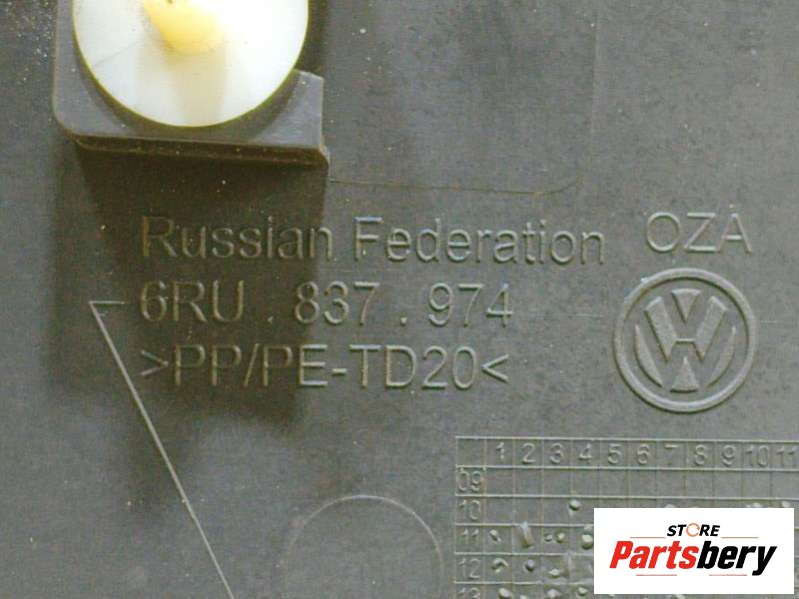 Russian Federation OZA
6RU . 837 . 974
>PP/PE-TD20<
1 2 3 4 5 6 7 8 9 10 11
09
10
11
12
13
STORE
Partsbery